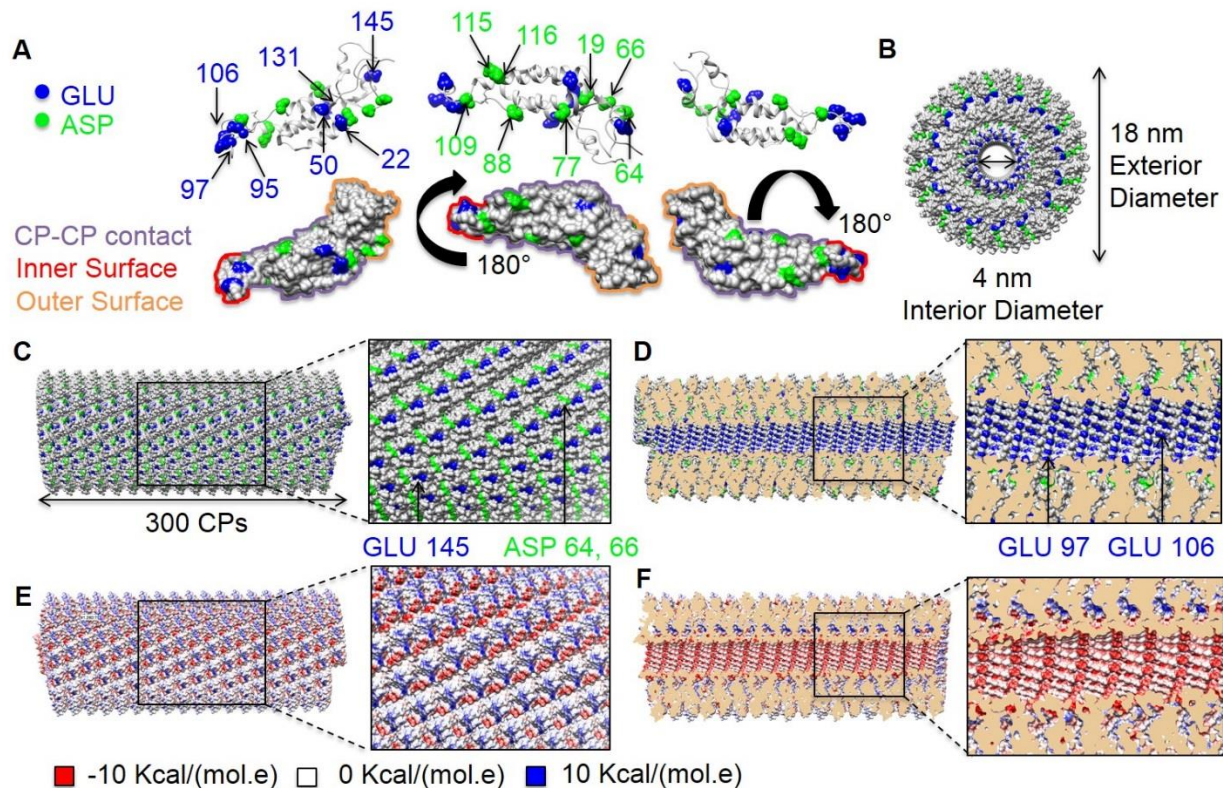 A
GLU
ASP
106
131
145
97
95
50
22
115
116
19
66
109
88
77
64
CP-CP contact
Inner Surface
Outer Surface
180°
180°
B
18 nm
Exterior
Diameter
4 nm
Interior Diameter
C
300 CPs
D
GLU 145 ASP 64, 66
GLU 97 GLU 106
E
F
-10 Kcal/(mol.e) 0 Kcal/(mol.e) 10 Kcal/(mol.e)